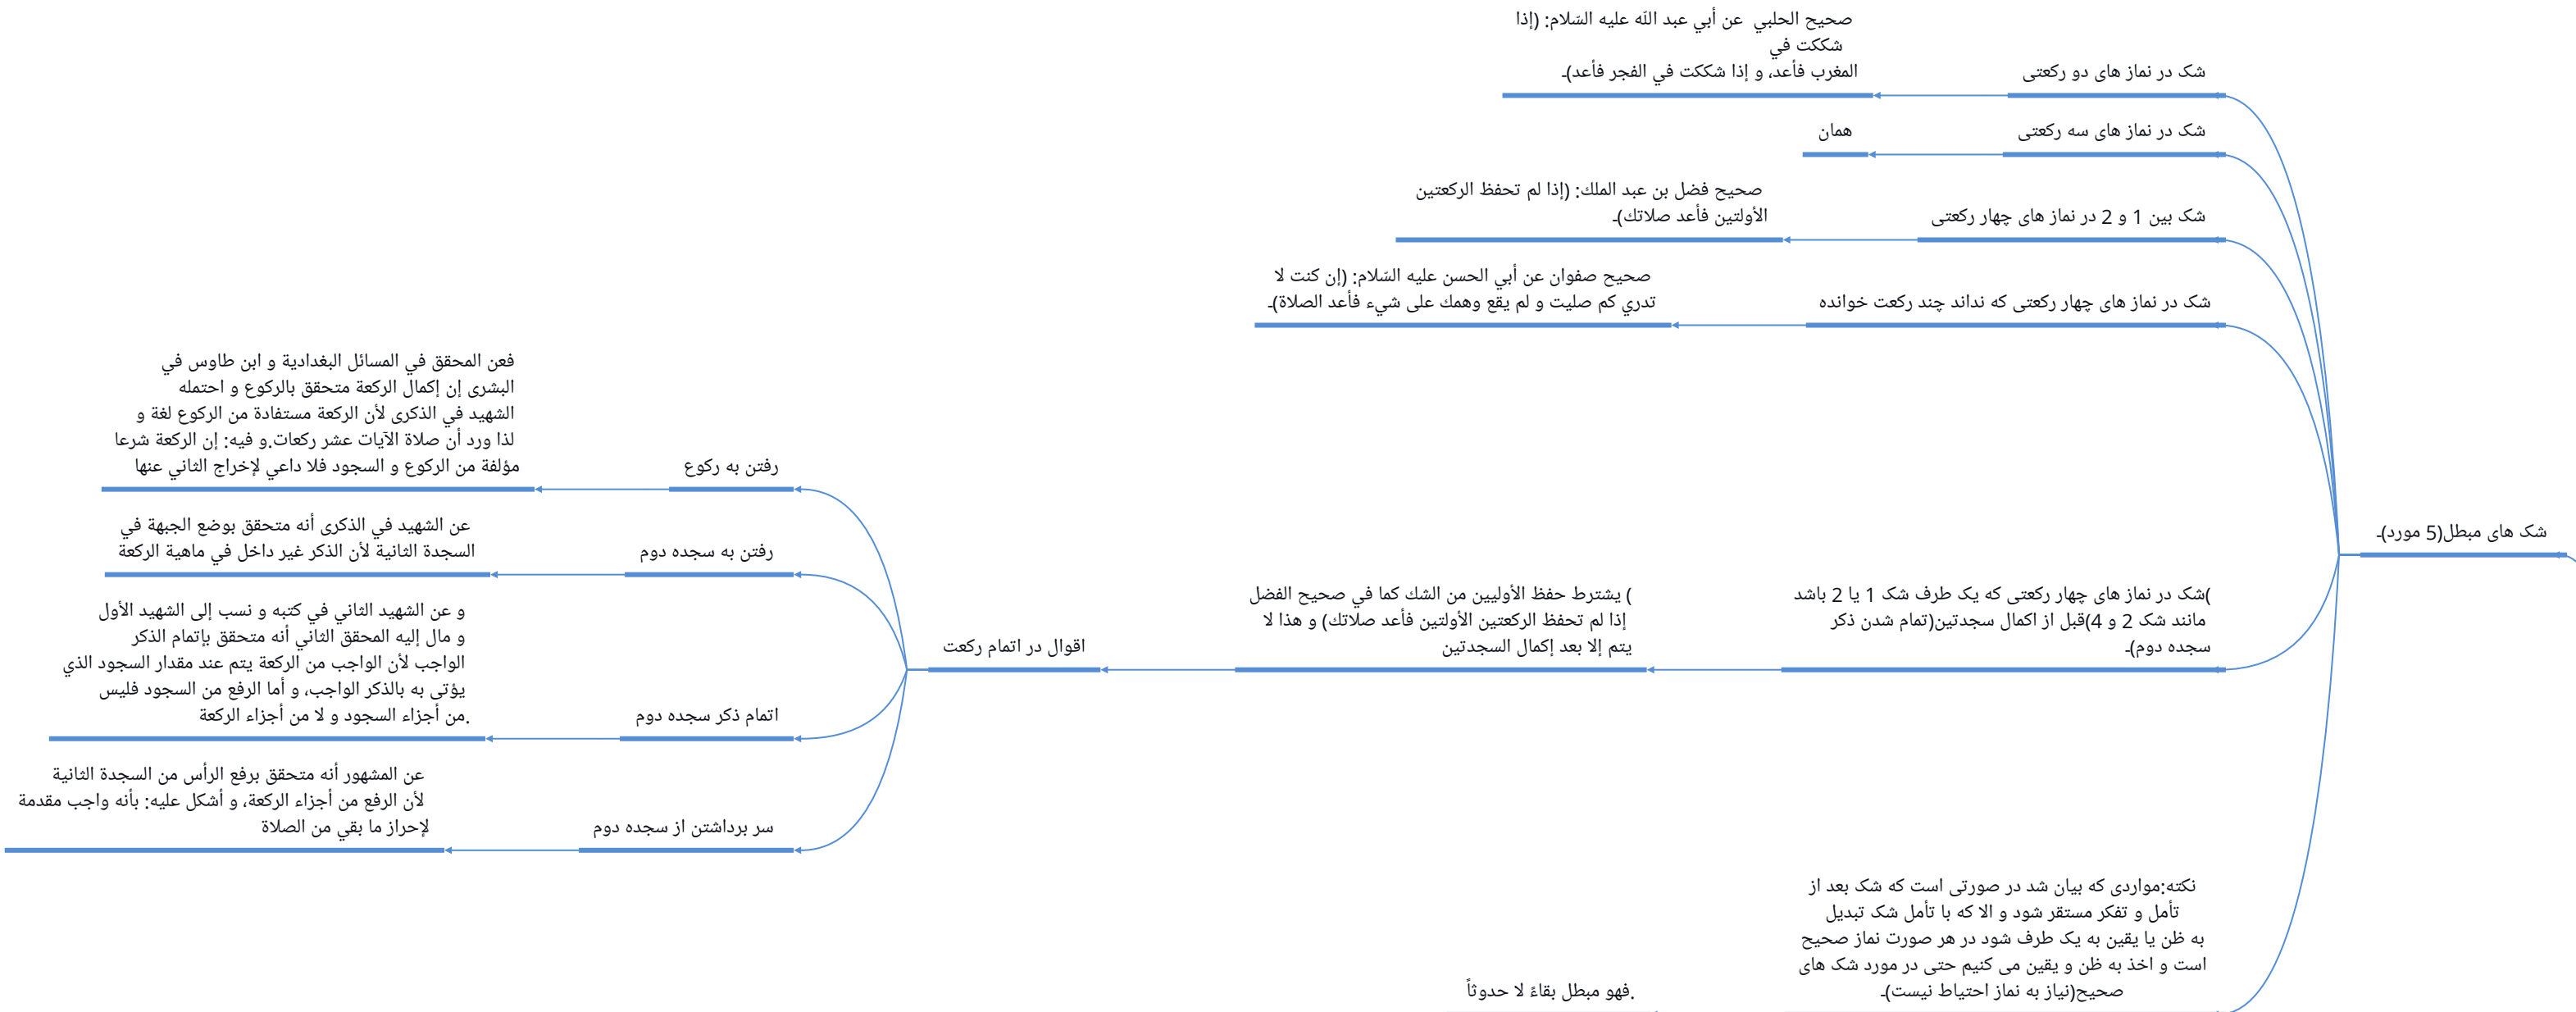 شک های مبطل(5 مورد)ـ
شک در نماز های دو رکعتی
صحيح الحلبي عن أبي عبد اللّه عليه السّلام: (إذا
شككت في
المغرب فأعد، و إذا شككت في الفجر فأعد)ـ
شک در نماز های سه رکعتی
همان
شک بین 1 و 2 در نماز های چهار رکعتی
صحيح فضل بن عبد الملك: (إذا لم تحفظ الركعتين
الأولتين فأعد صلاتك)ـ
شک در نماز های چهار رکعتی که نداند چند رکعت خوانده
صحيح صفوان عن أبي الحسن عليه السّلام: (إن كنت لا
تدري كم صليت و لم يقع وهمك على شيء فأعد الصلاة)ـ
)شک در نماز های چهار رکعتی که یک طرف شک 1 یا 2 باشد
مانند شک 2 و 4)قبل از اکمال سجدتین(تمام شدن ذکر
سجده دوم)ـ
) يشترط حفظ الأوليين من الشك كما في صحيح الفضل
إذا لم تحفظ الركعتين الأولتين فأعد صلاتك) و هذا لا
يتم إلا بعد إكمال السجدتين
اقوال در اتمام رکعت
رفتن به رکوع
فعن المحقق في المسائل البغدادية و ابن طاوس في
البشرى إن إكمال الركعة متحقق بالركوع و احتمله
الشهيد في الذكرى لأن الركعة مستفادة من الركوع لغة و
لذا ورد أن صلاة الآيات عشر ركعات.و فيه: إن الركعة شرعا
مؤلفة من الركوع و السجود فلا داعي لإخراج الثاني عنها
رفتن به سجده دوم
عن الشهيد في الذكرى أنه متحقق بوضع الجبهة في
السجدة الثانية لأن الذكر غير داخل في ماهية الركعة
اتمام ذکر سجده دوم
و عن الشهيد الثاني في كتبه و نسب إلى الشهيد الأول
و مال إليه المحقق الثاني أنه متحقق بإتمام الذكر
الواجب لأن الواجب من الركعة يتم عند مقدار السجود الذي
يؤتى به بالذكر الواجب، و أما الرفع من السجود فليس
.من أجزاء السجود و لا من أجزاء الركعة
سر برداشتن از سجده دوم
عن المشهور أنه متحقق برفع الرأس من السجدة الثانية
لأن الرفع من أجزاء الركعة، و أشكل عليه: بأنه واجب مقدمة
لإحراز ما بقي من الصلاة
نکته:مواردی که بیان شد در صورتی است که شک بعد از
تأمل و تفکر مستقر شود و الا که با تأمل شک تبدیل
به ظن یا یقین به یک طرف شود در هر صورت نماز صحیح
است و اخذ به ظن و یقین می کنیم حتی در مورد شک های
صحیح(نیاز به نماز احتیاط نیست)ـ
.فهو مبطل بقاءً لا حدوثاً